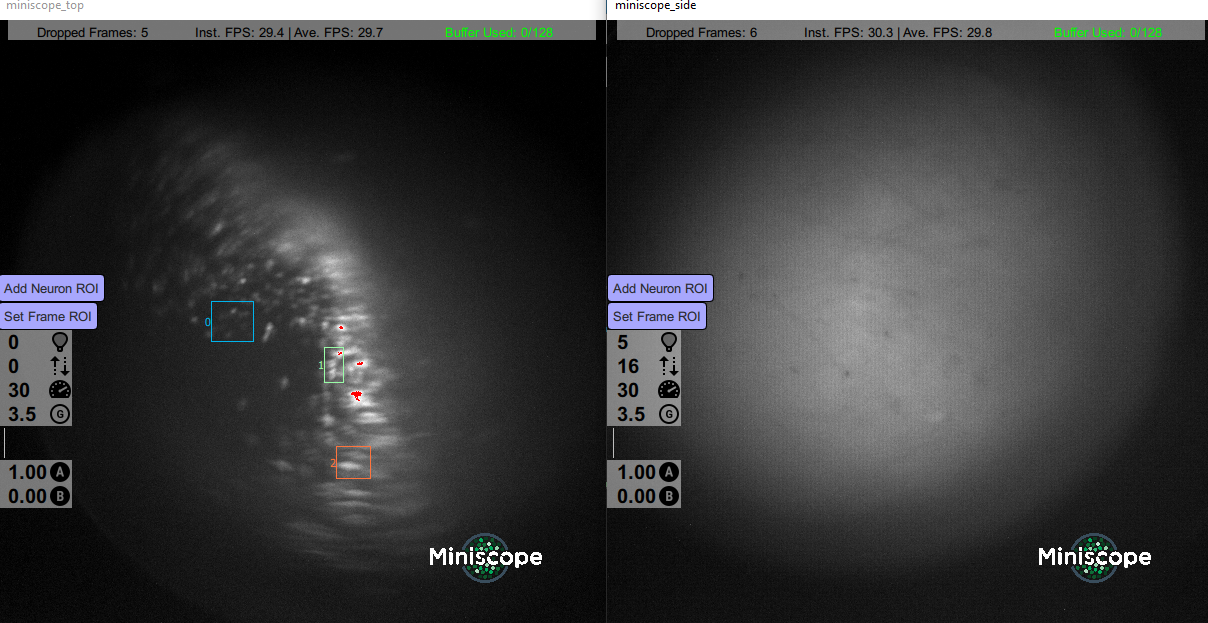 miniscope_top
Dropped Frames: 5 Inst. FPS: 29.4 | Ave. FPS: 29.7 Buffer Used: 0/128
Add Neuron ROI
0
Set Frame ROI
0
0
1
30
3.5 G
2
1.00 A
0.00 B
Miniscope
miniscope_side
Dropped Frames: 6 Inst. FPS: 30.3 | Ave. FPS: 29.8 Buffer Used: 0/128
Add Neuron ROI
Set Frame ROI
5
16
30
3.5 G
1.00 A
0.00 B
Miniscope